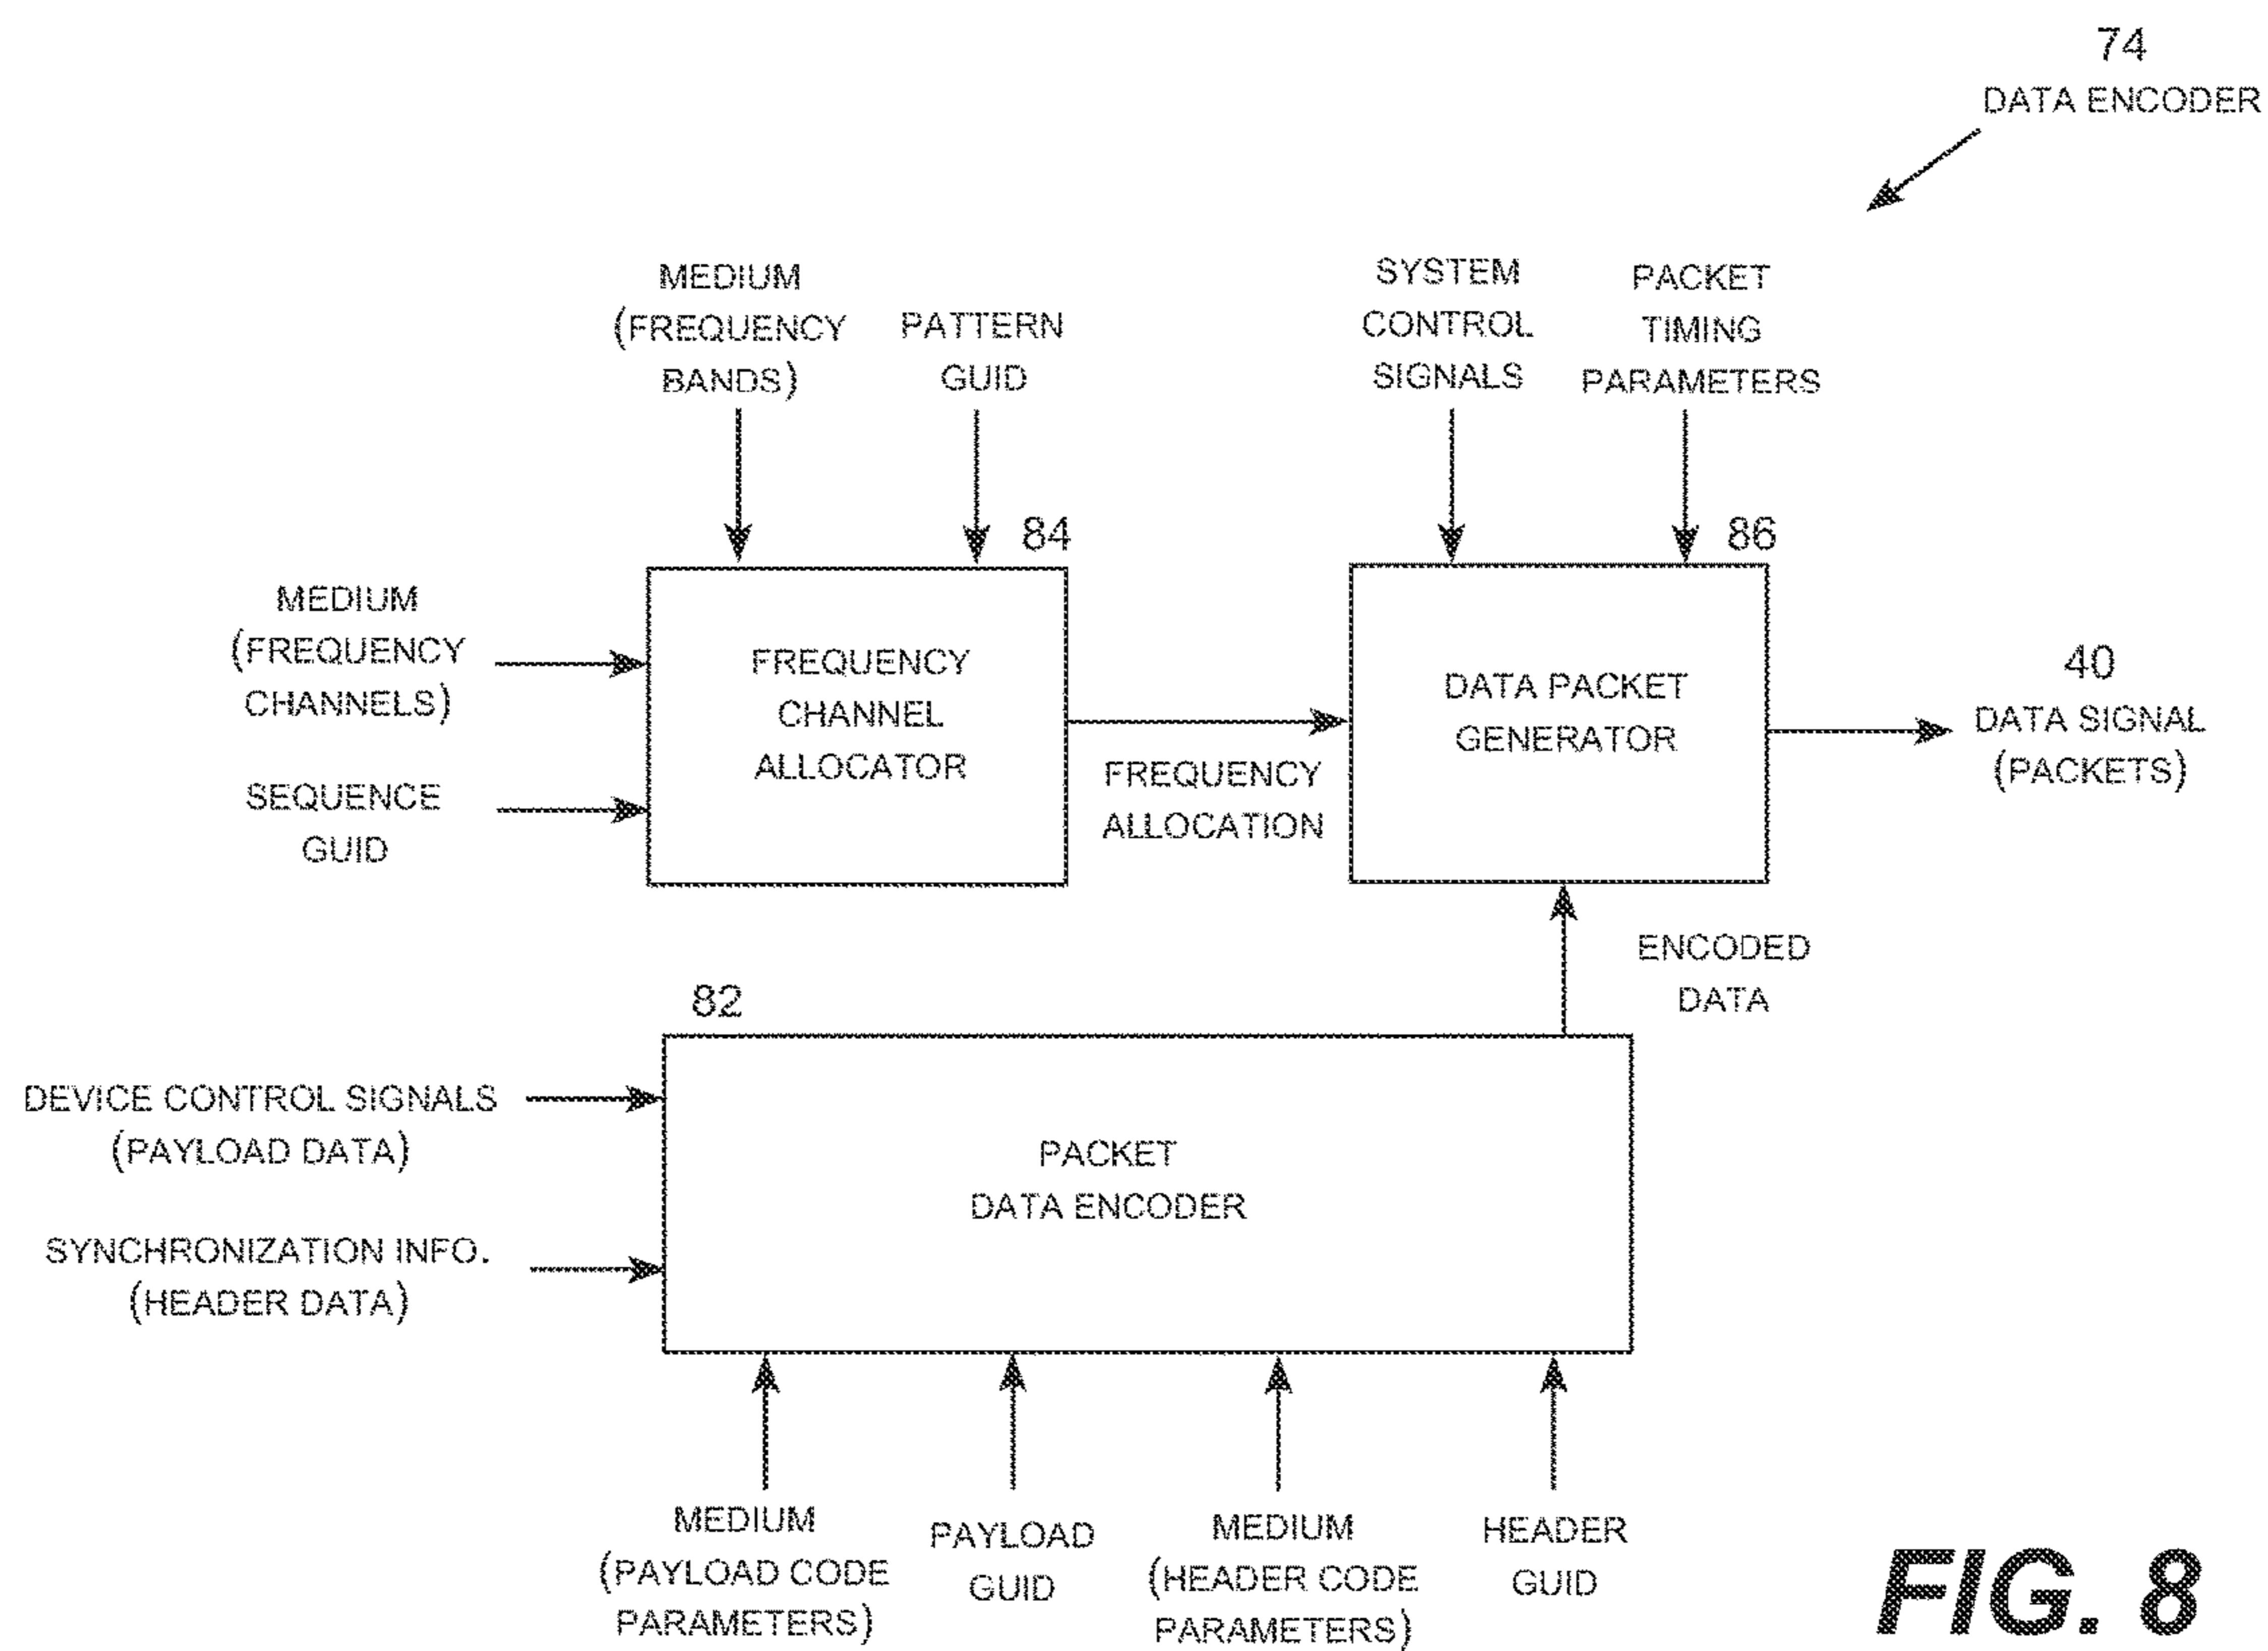 74
DATA ENCODER
MEDIUM
(FREQUENCY
BANDS)
PATTERN
GUID
SYSTEM
CONTROL
SIGNALS
PACKET
TIMING
PARAMETERS
84
86
MEDIUM
(FREQUENCY
CHANNELS)
SEQUENCE
GUID
FREQUENCY
CHANNEL
ALLOCATOR
FREQUENCY
ALLOCATION
DATA PACKET
GENERATOR
40
DATA SIGNAL
(PACKETS)
ENCODED
DATA
82
DEVICE CONTROL SIGNALS
(PAYLOAD DATA)
SYNCHRONIZATION INFO.
(HEADER DATA)
PACKET
DATA ENCODER
MEDIUM
(PAYLOAD CODE
PARAMETERS)
PAYLOAD
GUID
MEDIUM
(HEADER CODE
PARAMETERS)
HEADER
GUID
FIG. 8